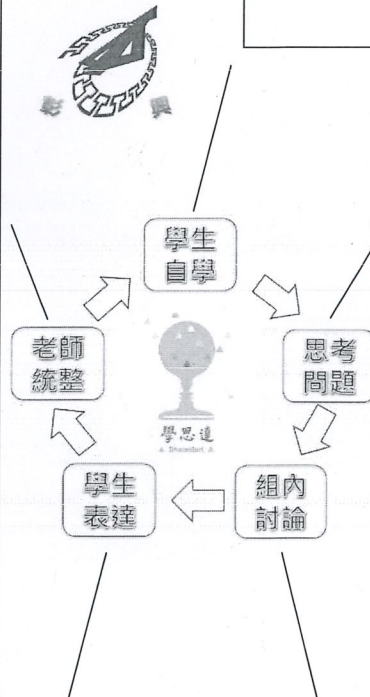 彰 興
學生
自學
思考
問題
組內
討論
學生
表達
老師
統整
學思達